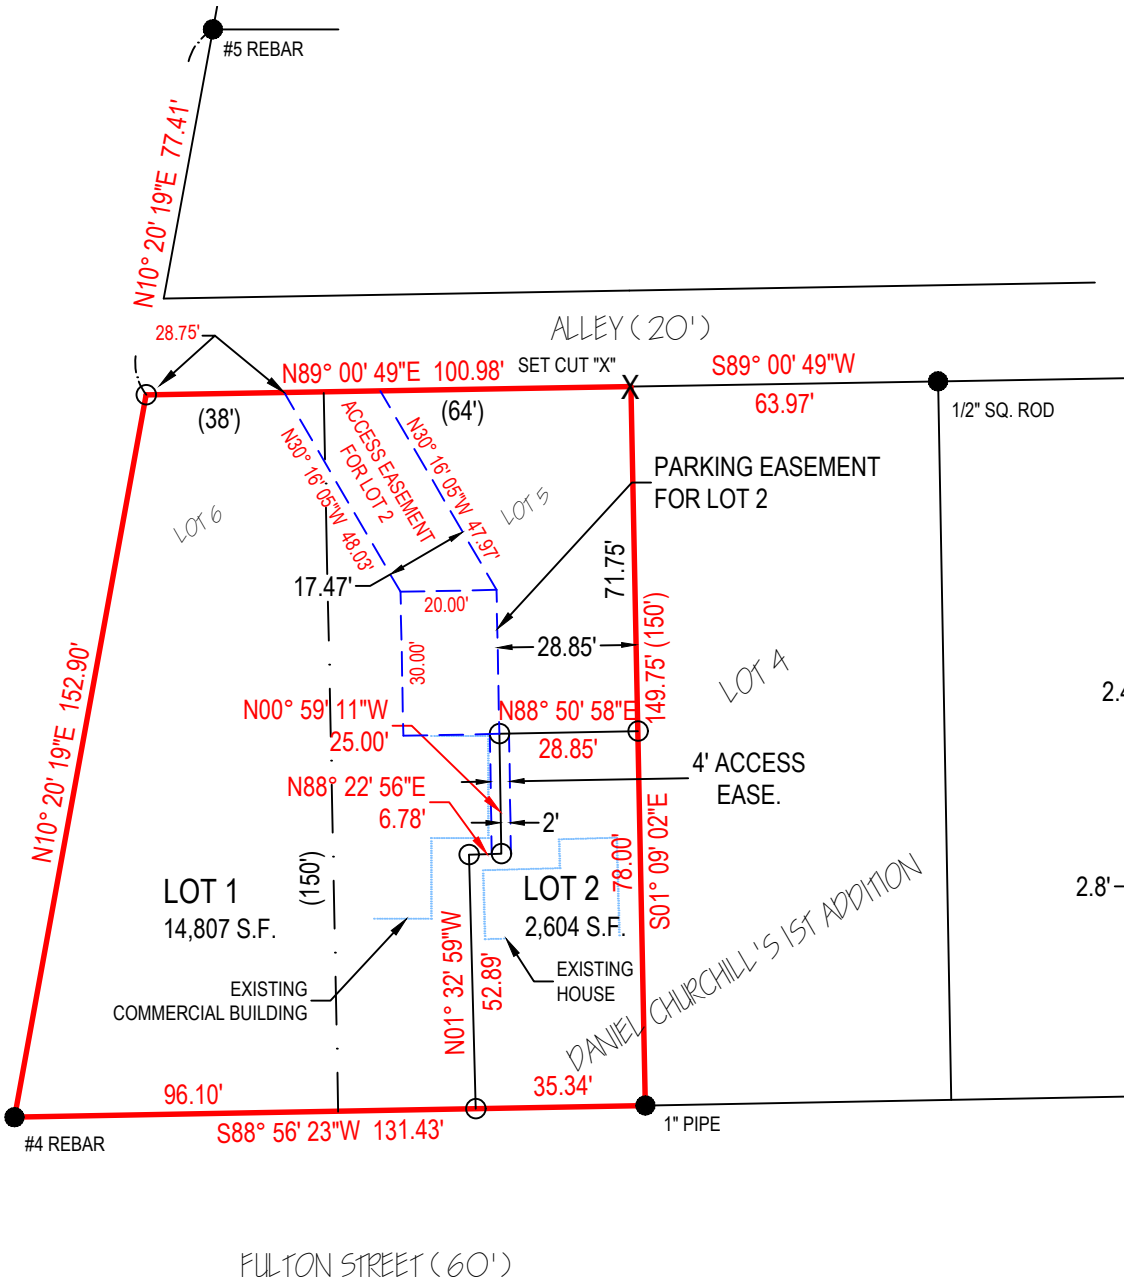 #5 REBAR
N10° 20' 19"E 77.41'
ALLEY (20')
28.75'
N89° 00' 49"E 100.98'
SET CUT "X"
S89° 00' 49"W
63.97'
1/2" SQ. ROD
(38')
(64')
ACCESS EASEMENT
FOR LOT 2
N30° 16' 05"W 48.03'
N30° 16' 05"W 47.97'
LOT 6
LOT 5
PARKING EASEMENT
FOR LOT 2
17.47'
20.00'
71.75'
30.00'
28.85'
149.75' (150')
LOT 4
N10° 20' 19"E 152.90'
N00° 59' 11"W
25.00'
N88° 50' 58"E
28.85'
2.4
4' ACCESS
EASE.
N88° 22' 56"E
6.78'
2'
78.00'
S01° 09' 02"E
(150')
LOT 1
14,807 S.F.
LOT 2
2,604 S.F.
2.8'
N01° 32' 59"W
52.89'
EXISTING
COMMERCIAL BUILDING
EXISTING
HOUSE
DANIEL CHURCHILL'S 1ST ADDITION
96.10'
35.34'
S88° 56' 23"W 131.43'
#4 REBAR
1" PIPE
FULTON STREET (60')